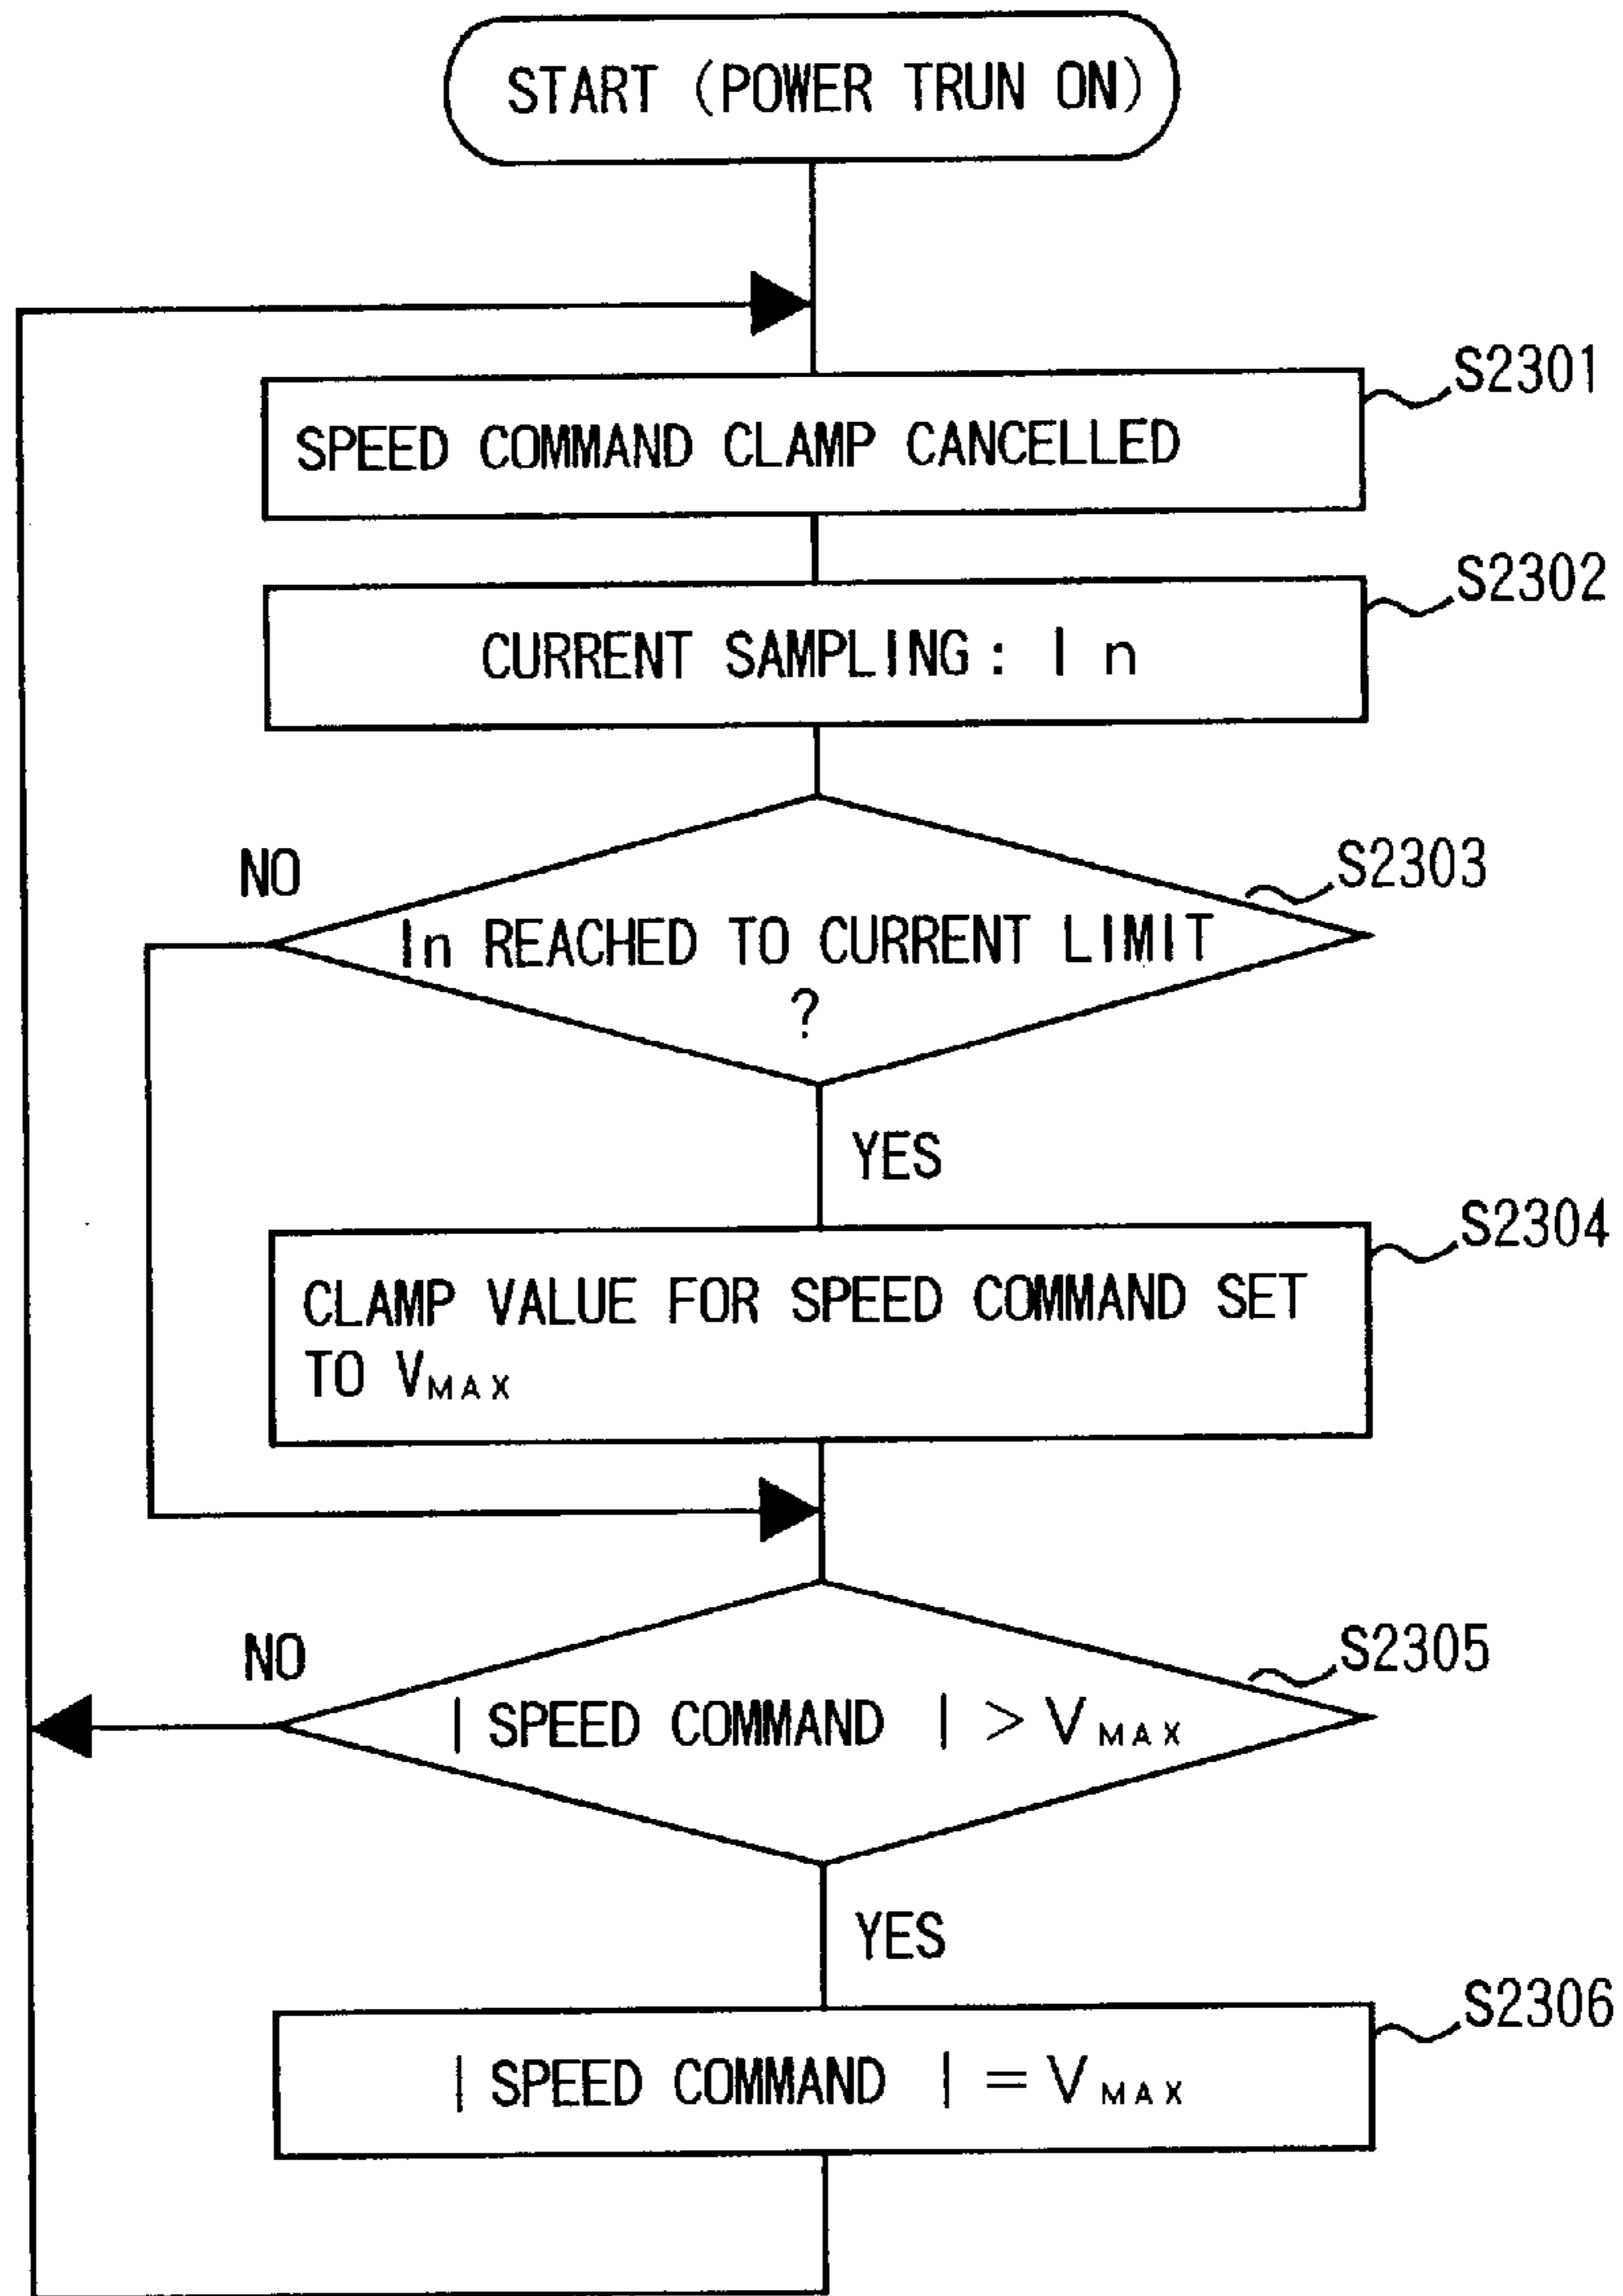 START (POWER TRUN ON)
S2301
SPEED COMMAND CLAMP CANCELLED
S2302
CURRENT SAMPLING: In
S2303
NO
In REACHED TO CURRENT LIMIT
?
YES
S2304
CLAMP VALUE FOR SPEED COMMAND SET
TO VMAX
S2305
NO
| SPEED COMMAND | > VMAX
YES
S2306
| SPEED COMMAND | = VMAX